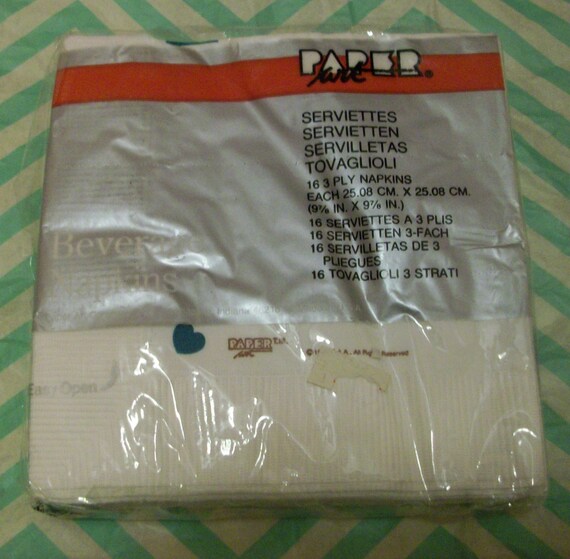 PAPER
art®
SERVIETTES
SERVIETTEN
SERVILLETAS
TOVAGLIOLI
16 3 PLY NAPKINS
EACH 25.08 CM. X 25.08 CM.
(9⅞ IN. X 9⅞ IN.)
16 SERVIETTES A 3 PLIS
16 SERVIETTEN 3-FACH
16 SERVILLETAS DE 3
PLIEGUES
16 TOVAGLIOLI 3 STRATI
PAPER
art
Reserved
Easy Open